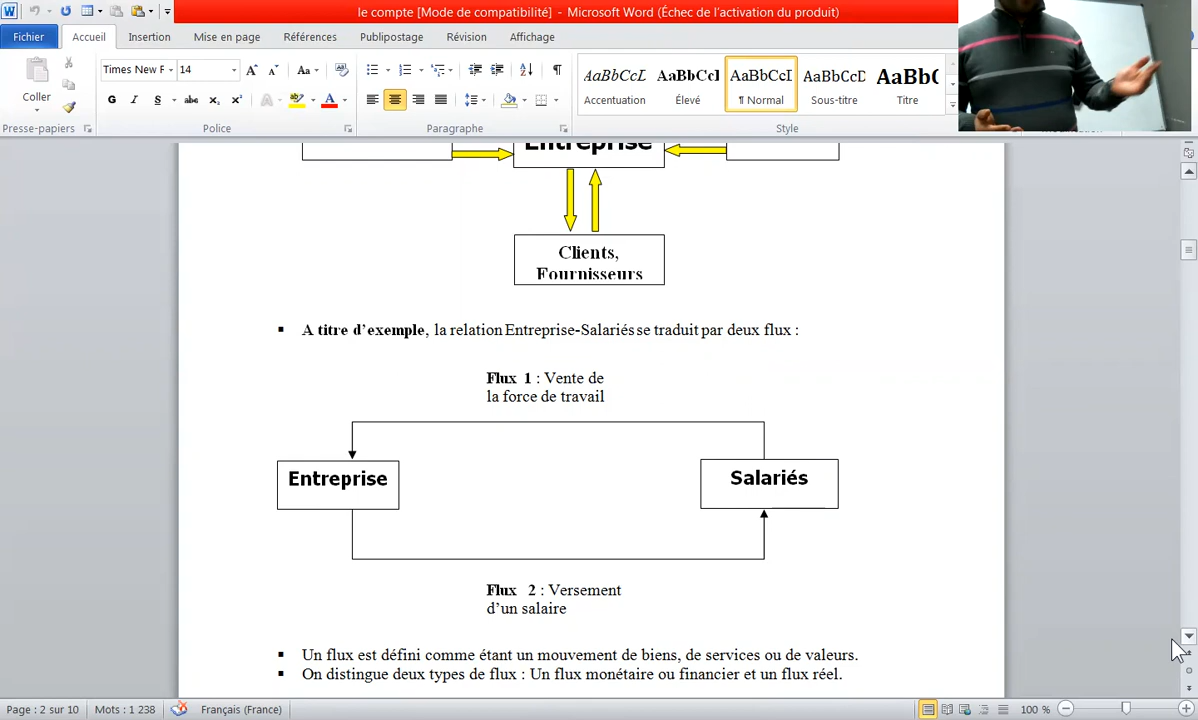 le compte [Mode de compatibilité] - Microsoft Word (Échec de l'activation du produit)
Fichier Accueil Insertion Mise en page Références Publipostage Révision Affichage
Coller
Times New F 14
G I S abc x₂ x² A A
Aa
AaBbCcL AaBbCcI AaBbCcI AaBbCcD AaBbC
Accentuation Élevé ¶ Normal Sous-titre Titre
Presse-papiers Police Paragraphe Style
Entreprise
Clients,
Fournisseurs
▪ A titre d'exemple, la relation Entreprise-Salariés se traduit par deux flux :
Flux 1 : Vente de
la force de travail
Entreprise
Salariés
Flux 2 : Versement
d'un salaire
▪ Un flux est défini comme étant un mouvement de biens, de services ou de valeurs.
▪ On distingue deux types de flux : Un flux monétaire ou financier et un flux réel.
Page : 2 sur 10 Mots : 1 238 Français (France) 100 %